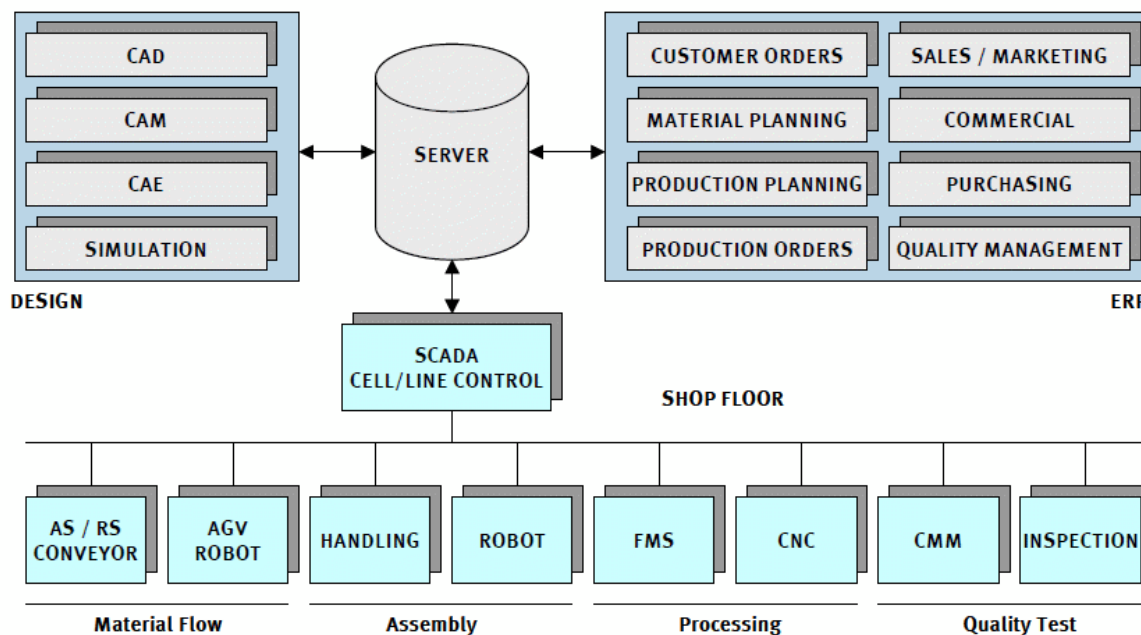 CAD
CAM
CAE
SIMULATION
DESIGN
SERVER
CUSTOMER ORDERS
SALES / MARKETING
MATERIAL PLANNING
COMMERCIAL
PRODUCTION PLANNING
PURCHASING
PRODUCTION ORDERS
QUALITY MANAGEMENT
ERP
SCADA
CELL/LINE CONTROL
SHOP FLOOR
AS / RS
CONVEYOR
AGV
ROBOT
HANDLING
ROBOT
FMS
CNC
CMM
INSPECTION
Material Flow
Assembly
Processing
Quality Test